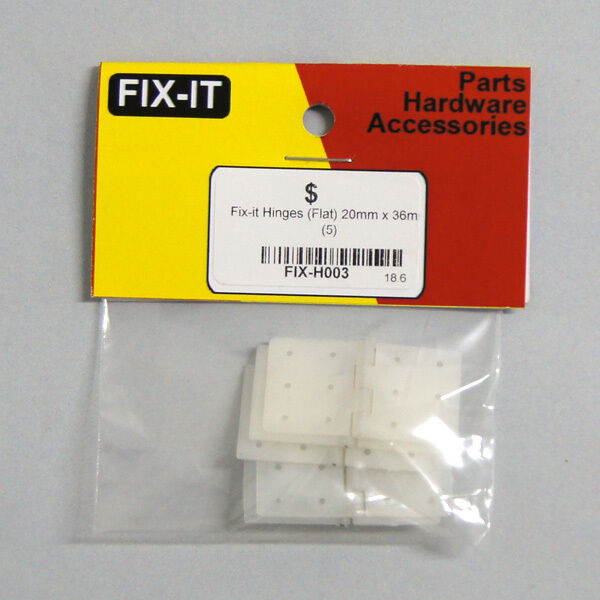 FIX-IT
Parts
Hardware
Accessories
$
Fix-it Hinges (Flat) 20mm x 36m
(5)
FIX-H003
18.6